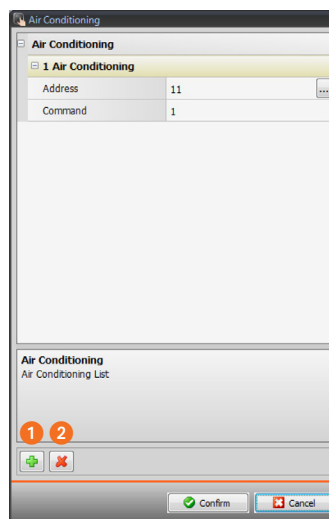 Air Conditioning
Air Conditioning
1 Air Conditioning
Address 11 ...
Command 1
Air Conditioning
Air Conditioning List
1 2
Confirm Cancel